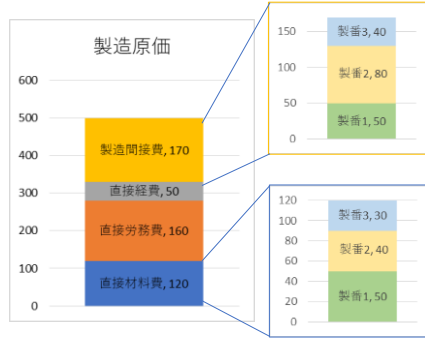 製造原価
600
500
400
300
200
100
0
製造間接費, 170
直接経費, 50
直接労務費, 160
直接材料費, 120
150
100
50
0
製番3, 40
製番2, 80
製番1, 50
120
100
80
60
40
20
0
製番3, 30
製番2, 40
製番1, 50